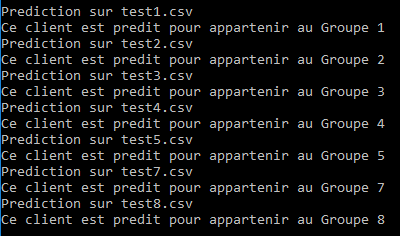 Prediction sur test1.csv
Ce client est predit pour appartenir au Groupe 1
Prediction sur test2.csv
Ce client est predit pour appartenir au Groupe 2
Prediction sur test3.csv
Ce client est predit pour appartenir au Groupe 3
Prediction sur test4.csv
Ce client est predit pour appartenir au Groupe 4
Prediction sur test5.csv
Ce client est predit pour appartenir au Groupe 5
Prediction sur test7.csv
Ce client est predit pour appartenir au Groupe 7
Prediction sur test8.csv
Ce client est predit pour appartenir au Groupe 8